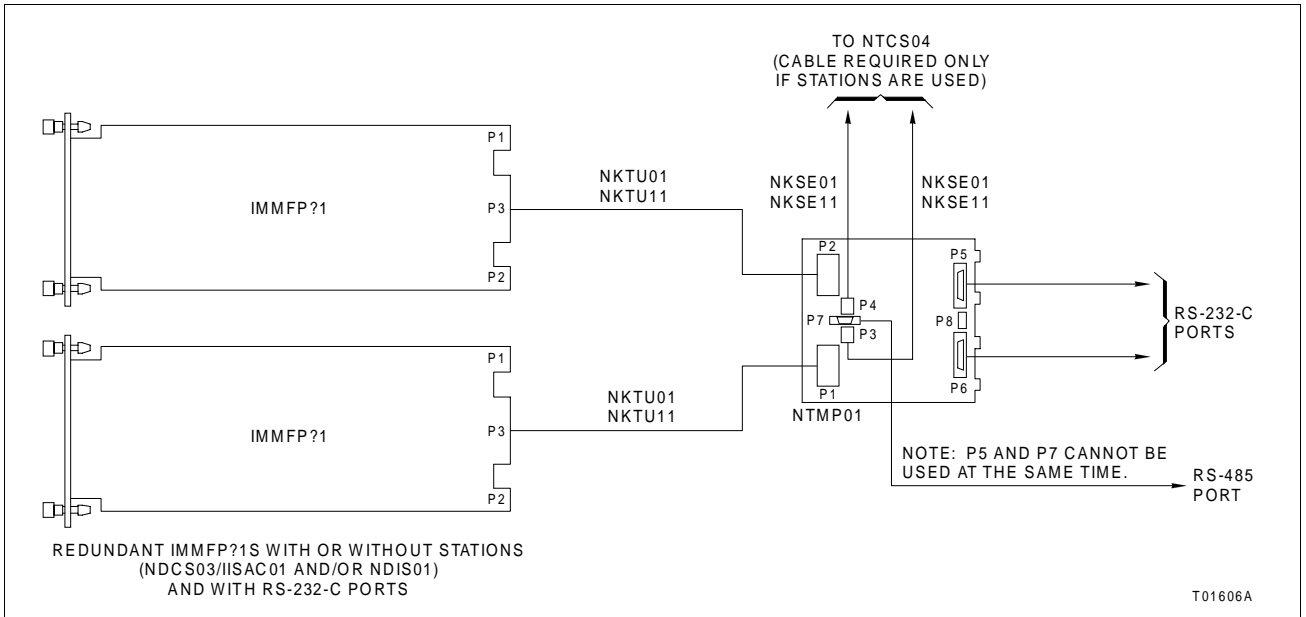 TO NTCS04
(CABLE REQUIRED ONLY
IF STATIONS ARE USED)
P1
IMMFP?1
P3
P2
NKTU01
NKTU11
NKSE01
NKSE11
NKSE01
NKSE11
P2
P4
P7
P3
P1
NTMP01
P5
P8
P6
RS-232-C
PORTS
P1
IMMFP?1
P3
P2
NKTU01
NKTU11
NOTE: P5 AND P7 CANNOT BE
USED AT THE SAME TIME.
RS-485
PORT
REDUNDANT IMMFP?1S WITH OR WITHOUT STATIONS
(NDCS03/IISAC01 AND/OR NDIS01)
AND WITH RS-232-C PORTS
T01606A